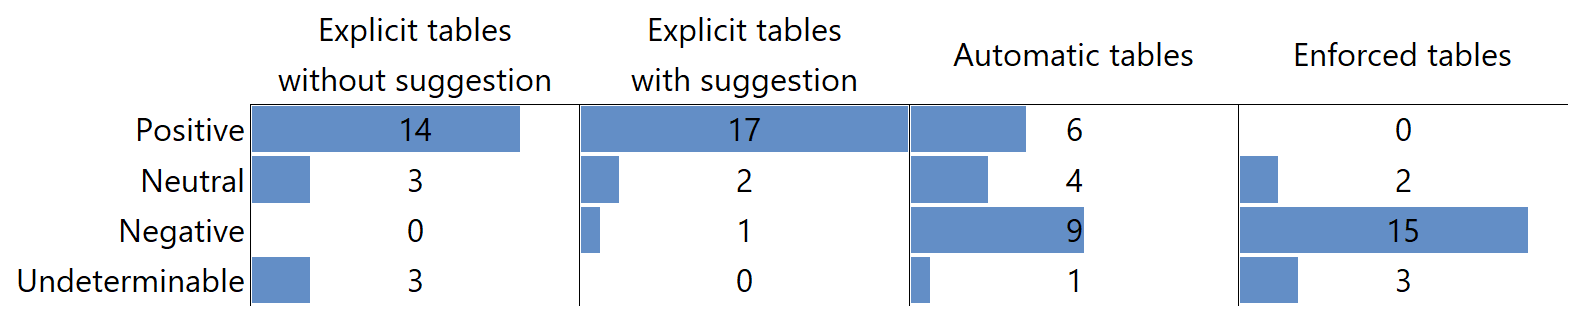 Explicit tables
without suggestion
Explicit tables
with suggestion
Automatic tables
Enforced tables
Positive 14 17 6 0
Neutral 3 2 4 2
Negative 0 1 9 15
Undeterminable 3 0 1 3